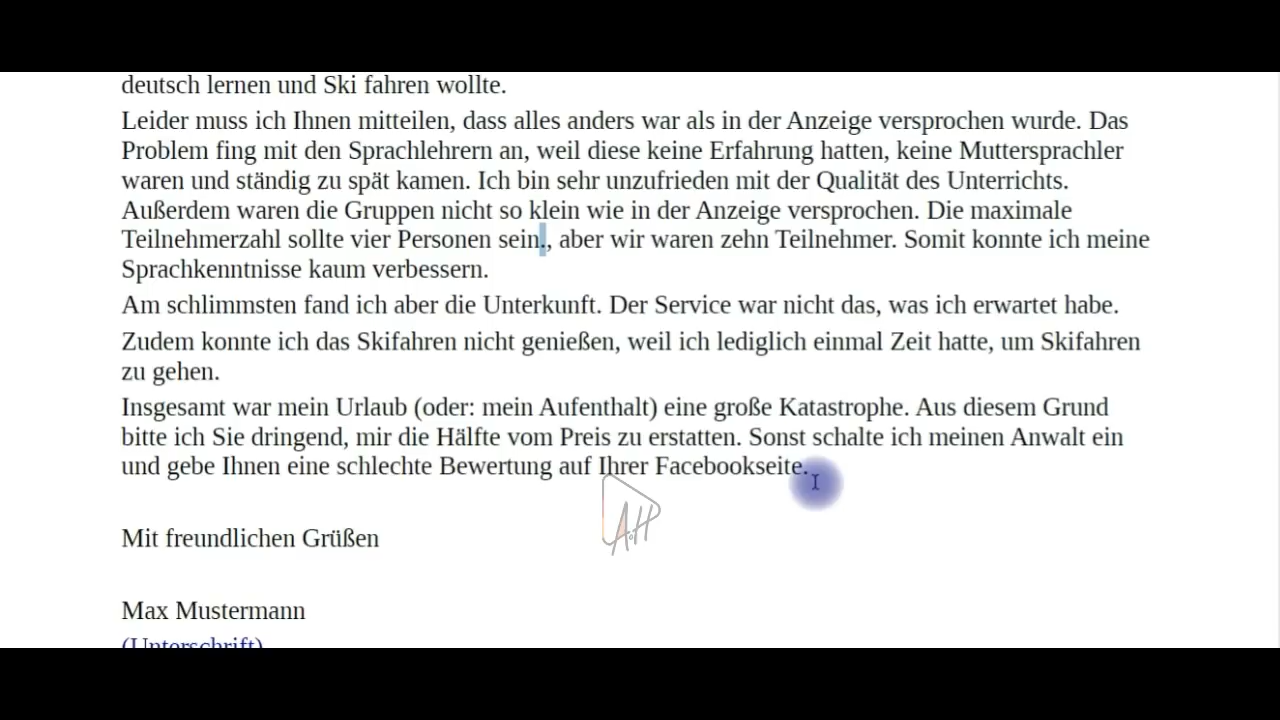 deutsch lernen und Ski fahren wollte.
Leider muss ich Ihnen mitteilen, dass alles anders war als in der Anzeige versprochen wurde. Das
Problem fing mit den Sprachlehrern an, weil diese keine Erfahrung hatten, keine Muttersprachler
waren und ständig zu spät kamen. Ich bin sehr unzufrieden mit der Qualität des Unterrichts.
Außerdem waren die Gruppen nicht so klein wie in der Anzeige versprochen. Die maximale
Teilnehmerzahl sollte vier Personen sein., aber wir waren zehn Teilnehmer. Somit konnte ich meine
Sprachkenntnisse kaum verbessern.
Am schlimmsten fand ich aber die Unterkunft. Der Service war nicht das, was ich erwartet habe.
Zudem konnte ich das Skifahren nicht genießen, weil ich lediglich einmal Zeit hatte, um Skifahren
zu gehen.
Insgesamt war mein Urlaub (oder: mein Aufenthalt) eine große Katastrophe. Aus diesem Grund
bitte ich Sie dringend, mir die Hälfte vom Preis zu erstatten. Sonst schalte ich meinen Anwalt ein
und gebe Ihnen eine schlechte Bewertung auf Ihrer Facebookseite.
A.H
Mit freundlichen Grüßen
Max Mustermann
(Unterschrift)